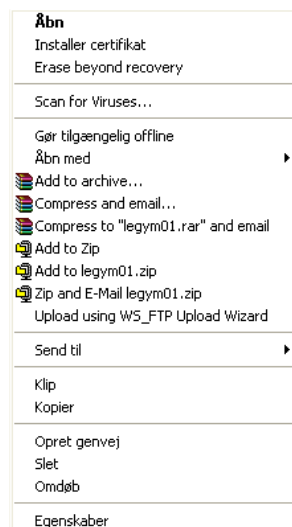 Åbn
Installer certifikat
Erase beyond recovery
Scan for Viruses...
Gør tilgængelig offline
Åbn med
Add to archive...
Compress and email...
Compress to "legym01.rar" and email
Add to Zip
Add to legym01.zip
Zip and E-Mail legym01.zip
Upload using WS_FTP Upload Wizard
Send til
Klip
Kopier
Opret genvej
Slet
Omdøb
Egenskaber